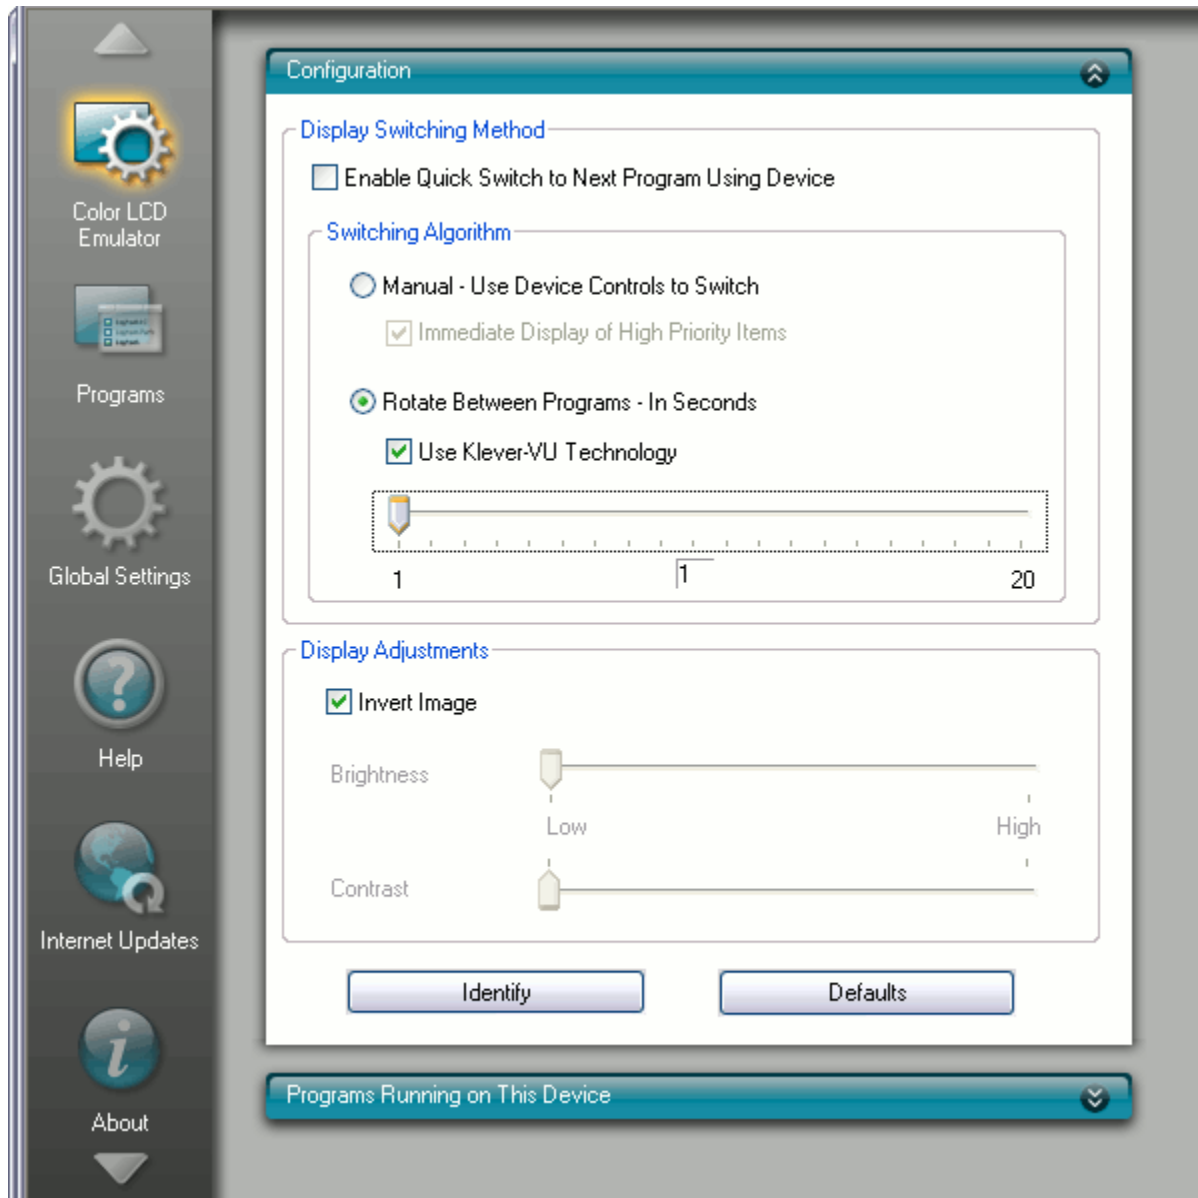 Color LCD
Emulator
Programs
Global Settings
Help
Internet Updates
About
Configuration
Display Switching Method
Enable Quick Switch to Next Program Using Device
Switching Algorithm
Manual - Use Device Controls to Switch
Immediate Display of High Priority Items
Rotate Between Programs - In Seconds
Use Klever-VU Technology
1 1 20
Display Adjustments
Invert Image
Brightness
Low High
Contrast
Identify Defaults
Programs Running on This Device